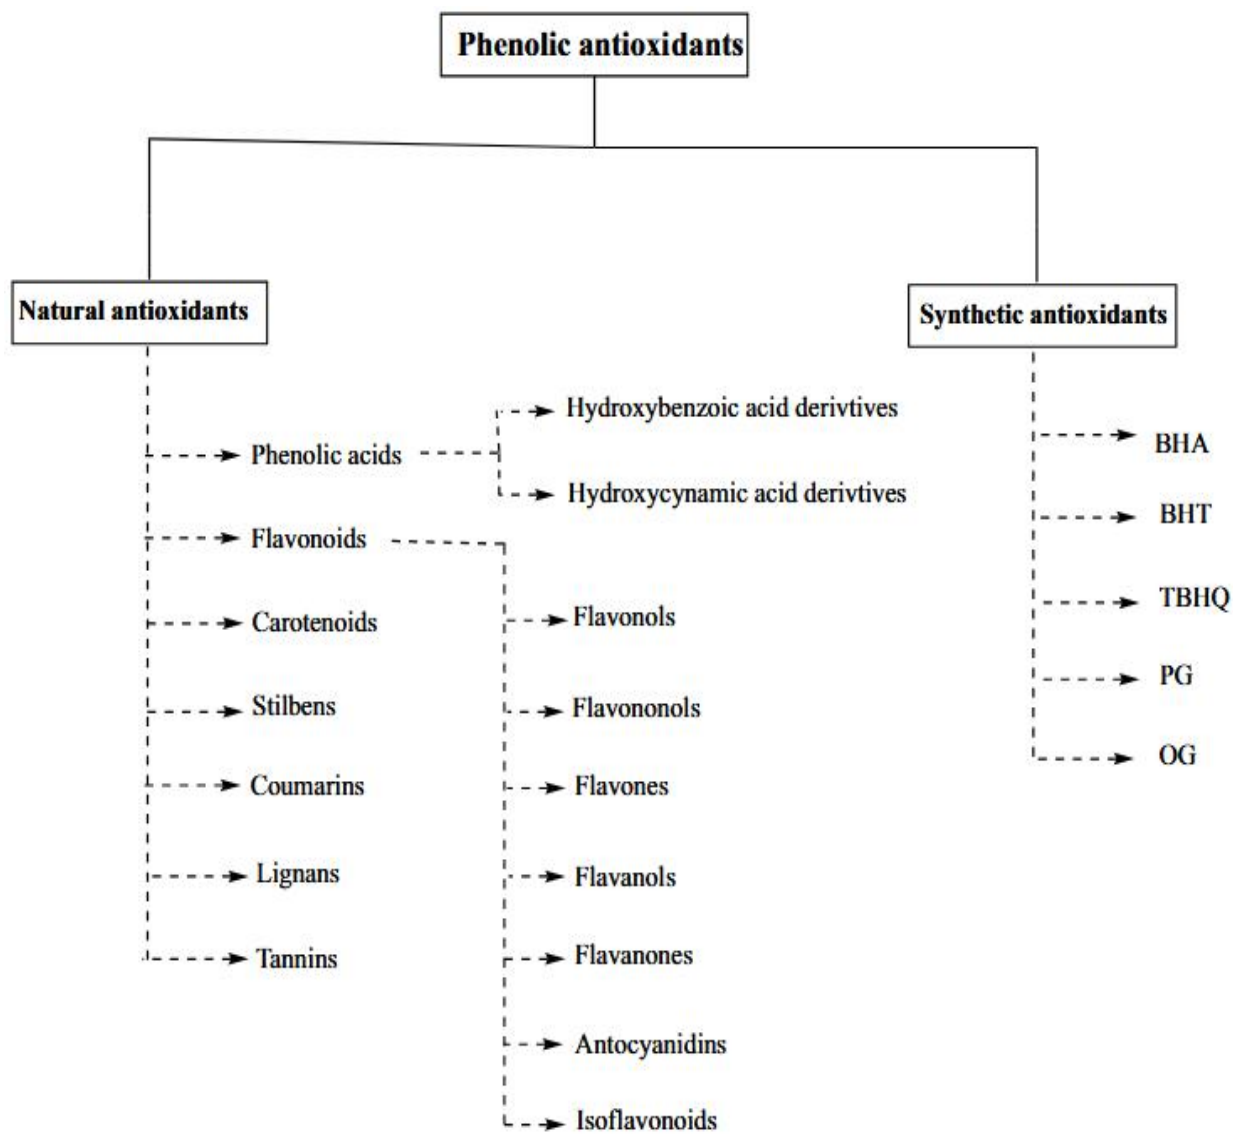 Phenolic antioxidants
Natural antioxidants
Synthetic antioxidants
Phenolic acids
Hydroxybenzoic acid derivtives
Hydroxycynamic acid derivtives
Flavonoids
Flavonols
Flavononols
Flavones
Flavanols
Flavanones
Antocyanidins
Isoflavonoids
Carotenoids
Stilbens
Coumarins
Lignans
Tannins
BHA
BHT
TBHQ
PG
OG